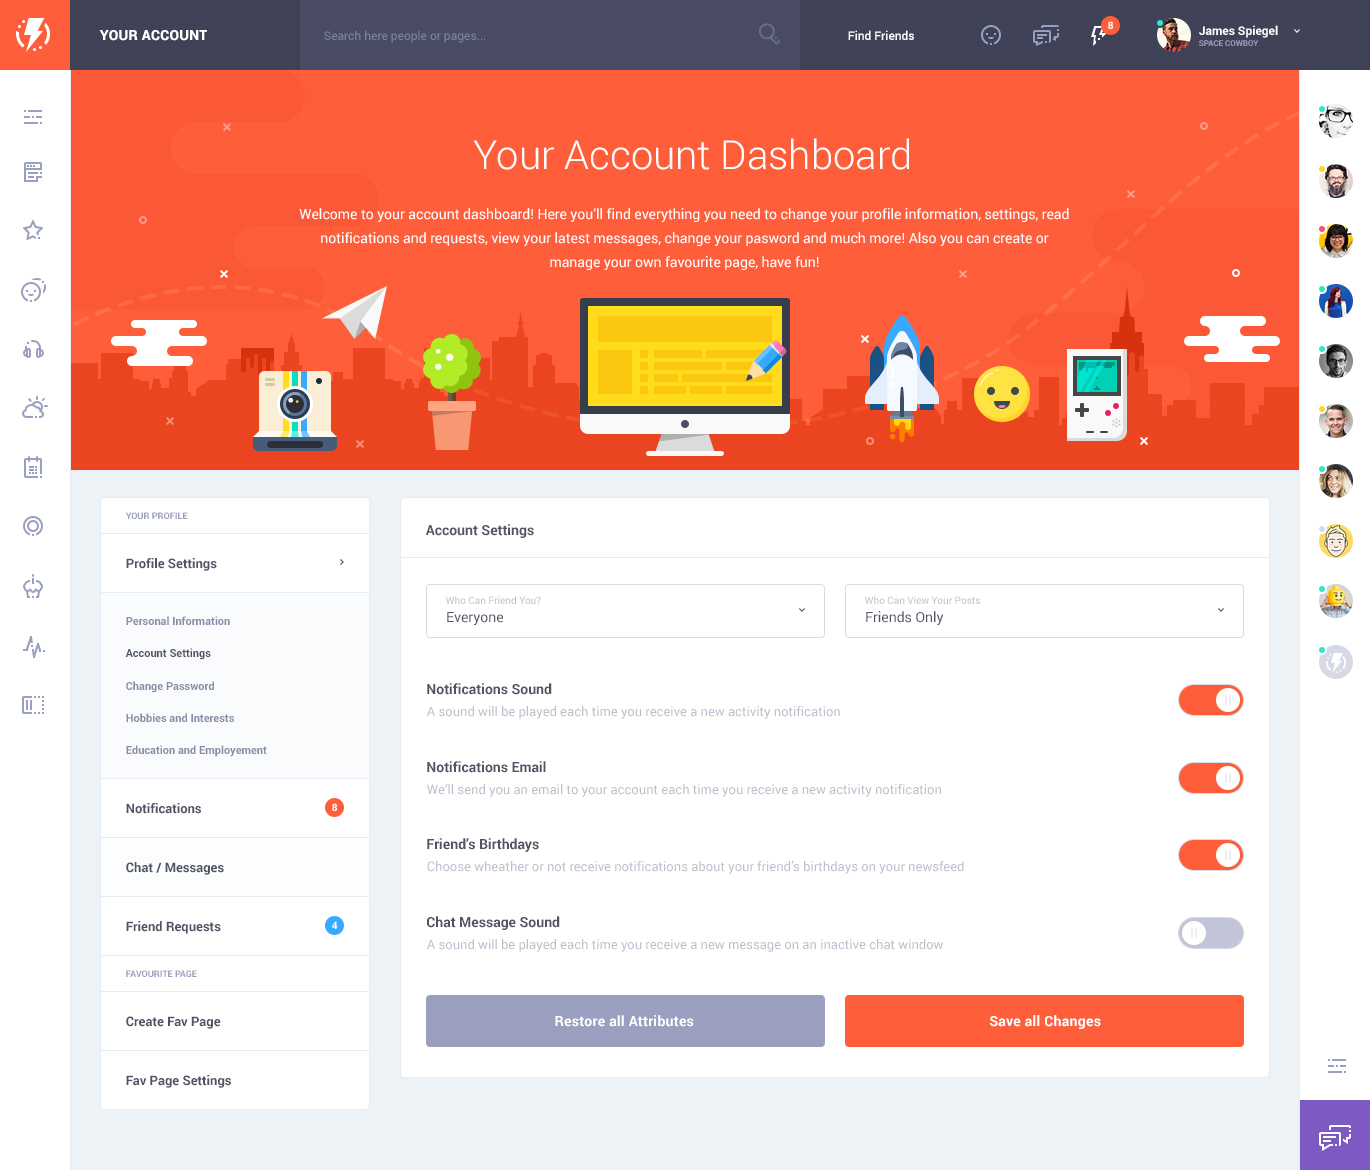 YOUR ACCOUNT
Search here people or pages...
Find Friends
8
James Spiegel
SPACE COWBOY
Your Account Dashboard
Welcome to your account dashboard! Here you'll find everything you need to change your profile information, settings, read
notifications and requests, view your latest messages, change your pasword and much more! Also you can create or
manage your own favourite page, have fun!
YOUR PROFILE
Profile Settings
Personal Information
Account Settings
Change Password
Hobbies and Interests
Education and Employement
Notifications
8
Chat / Messages
Friend Requests
4
FAVOURITE PAGE
Create Fav Page
Fav Page Settings
Account Settings
Who Can Friend You?
Everyone
Who Can View Your Posts
Friends Only
Notifications Sound
A sound will be played each time you receive a new activity notification
Notifications Email
We'll send you an email to your account each time you receive a new activity notification
Friend's Birthdays
Choose wheather or not receive notifications about your friend's birthdays on your newsfeed
Chat Message Sound
A sound will be played each time you receive a new message on an inactive chat window
Restore all Attributes
Save all Changes